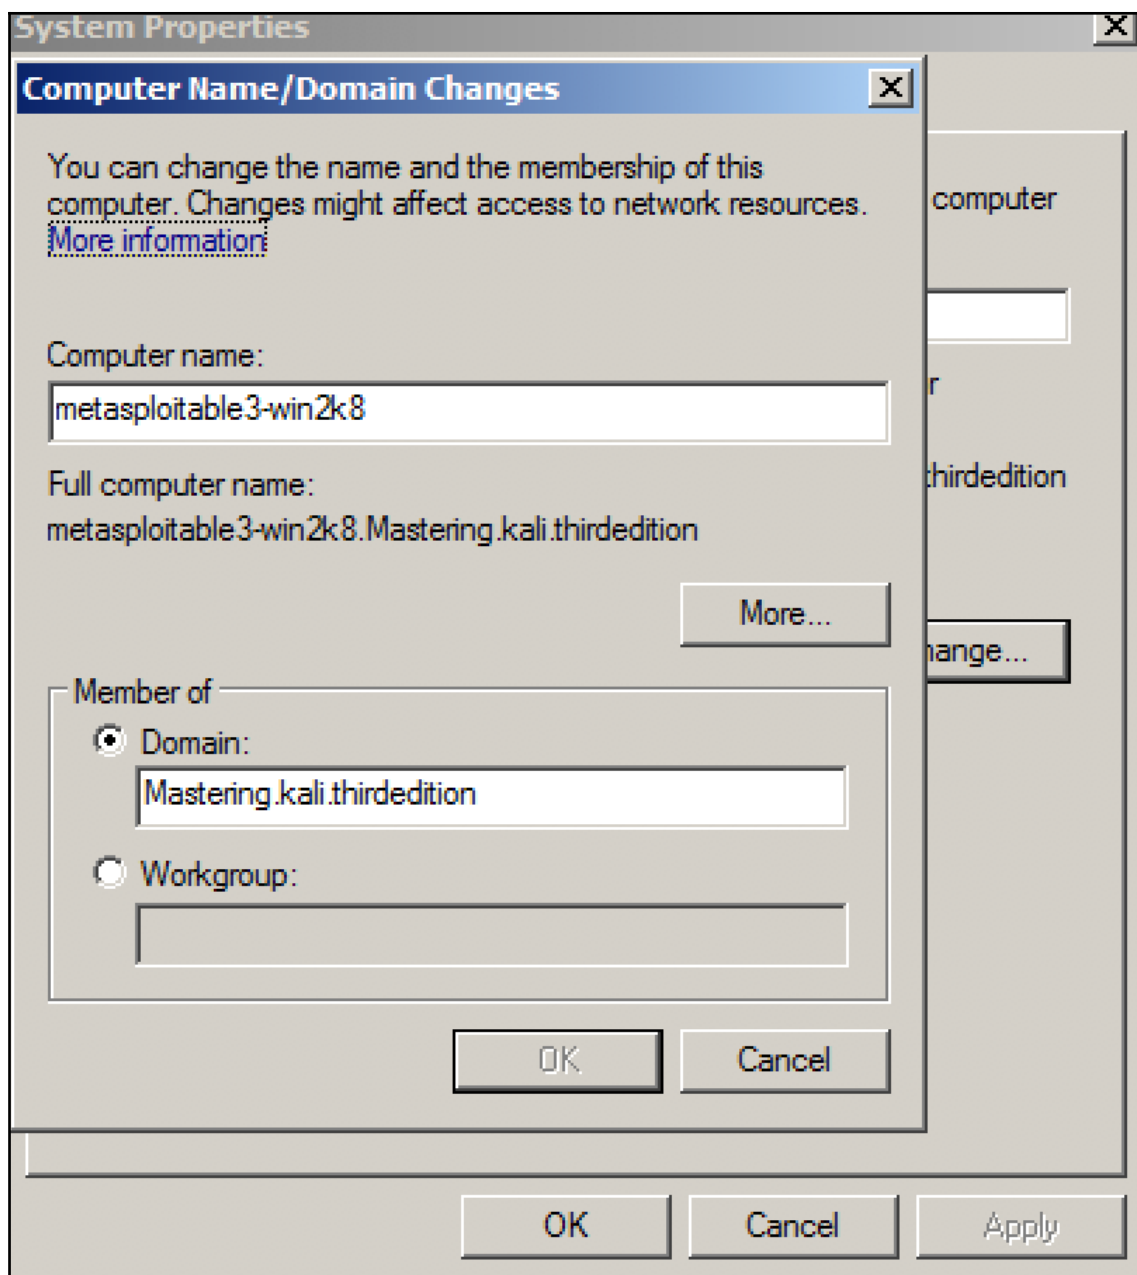 System Properties
Computer Name/Domain Changes
You can change the name and the membership of this
computer. Changes might affect access to network resources.
More information
computer
Computer name:
metasploitable3-win2k8
r
Full computer name:
thirdedition
metasploitable3-win2k8.Mastering.kali.thirdedition
More...
hange...
Member of
Domain:
Mastering.kali.thirdedition
Workgroup:
OK Cancel
OK Cancel Apply